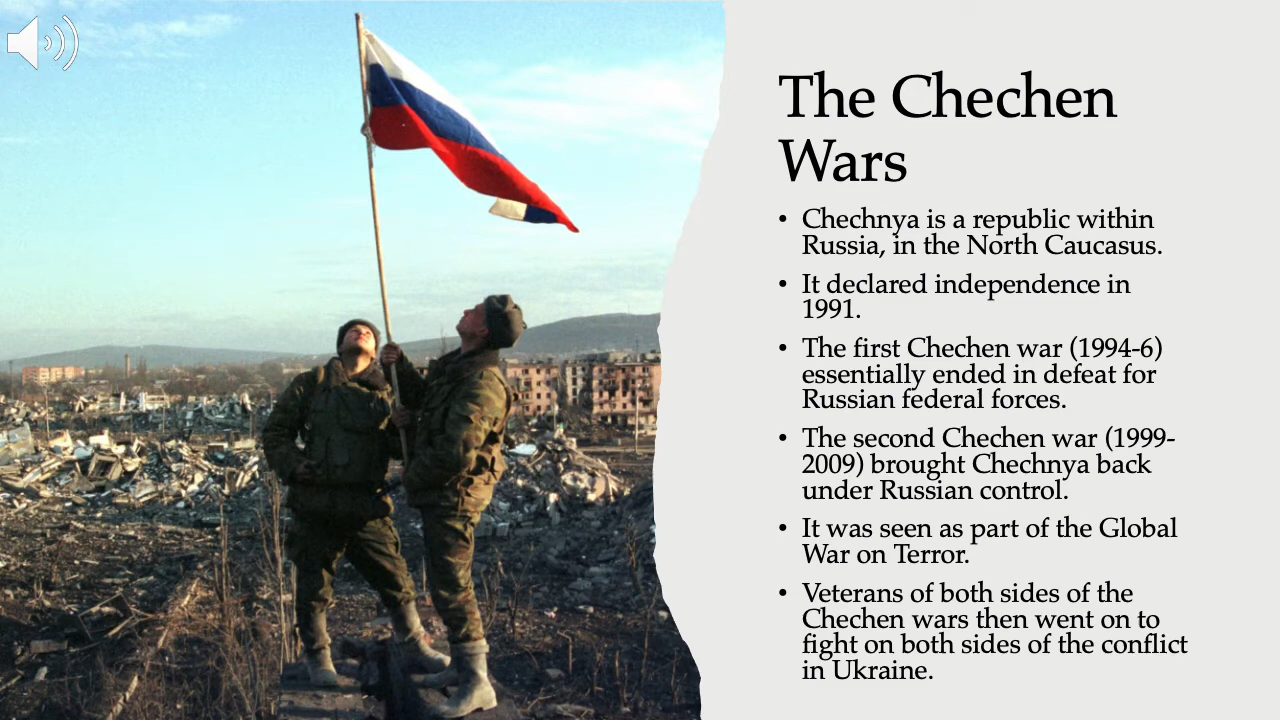 The Chechen
Wars
• Chechnya is a republic within
Russia, in the North Caucasus.
• It declared independence in
1991.
• The first Chechen war (1994-6)
essentially ended in defeat for
Russian federal forces.
• The second Chechen war (1999-
2009) brought Chechnya back
under Russian control.
• It was seen as part of the Global
War on Terror.
• Veterans of both sides of the
Chechen wars then went on to
fight on both sides of the conflict
in Ukraine.